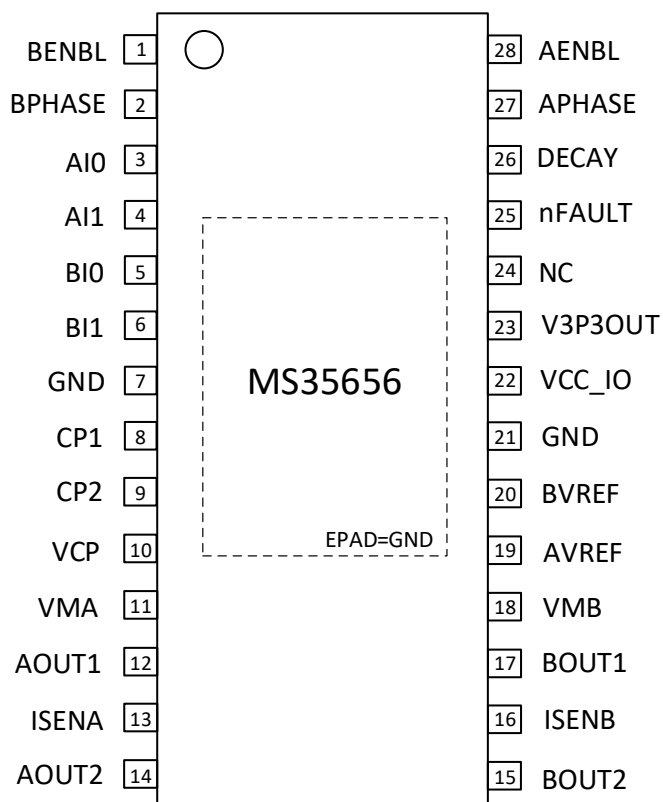 BENBL 1 28 AENBL
BPHASE 2 27 APHASE
AI0 3 26 DECAY
AI1 4 25 nFAULT
BI0 5 24 NC
BI1 6 23 V3P3OUT
GND 7 MS35656 22 VCC_IO
CP1 8 21 GND
CP2 9 20 BVREF
EPAD=GND
VCP 10 19 AVREF
VMA 11 18 VMB
AOUT1 12 17 BOUT1
ISENA 13 16 ISENB
AOUT2 14 15 BOUT2